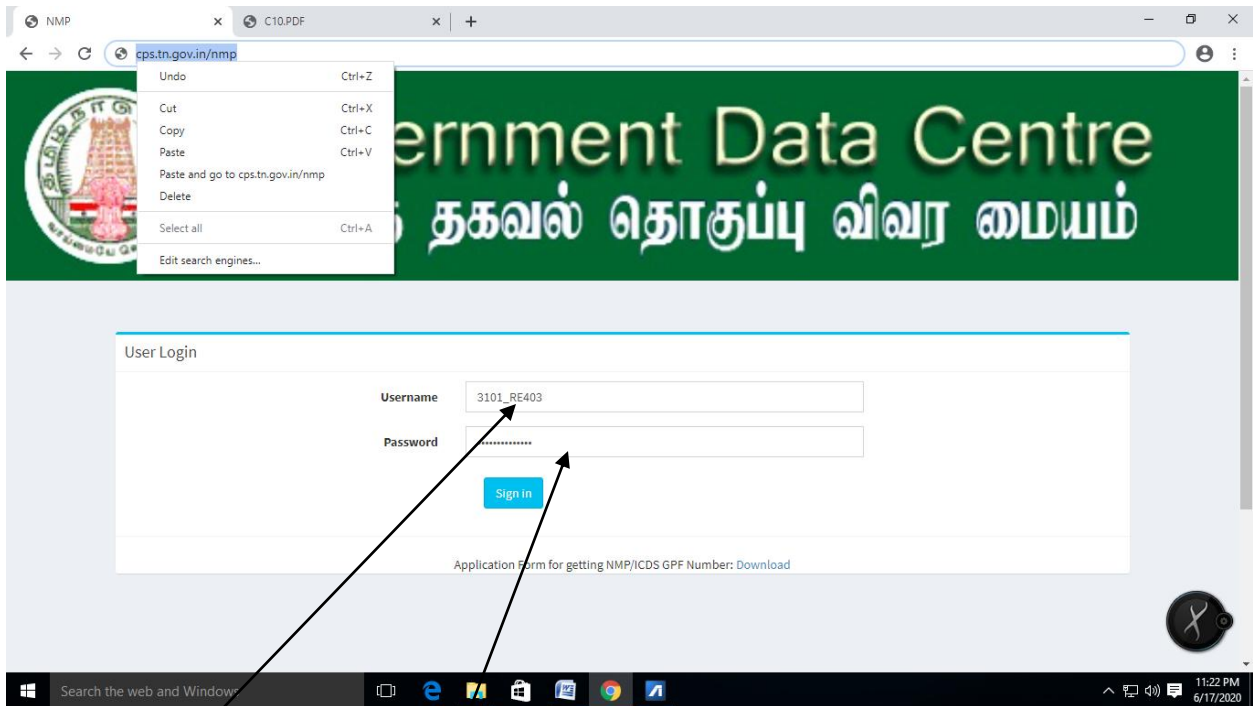 NMP
C10.PDF
cps.tn.gov.in/nmp
Undo Ctrl+Z
Cut Ctrl+X
Copy Ctrl+C
Paste Ctrl+V
Paste and go to cps.tn.gov.in/nmp
Delete
Select all Ctrl+A
Edit search engines...
ernment Data Centre
தகவல் தொகுப்பு விவர மையம்
User Login
Username 3101_RE403
Password
Sign in
Application Form for getting NMP/ICDS GPF Number: Download
Search the web and Windows
11:22 PM
6/17/2020